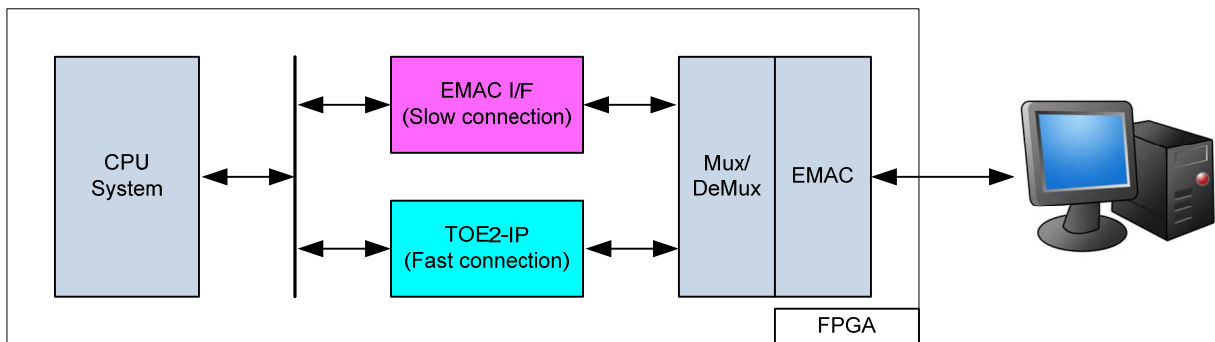 CPU
System
EMAC I/F
(Slow connection)
TOE2-IP
(Fast connection)
Mux/
DeMux
EMAC
FPGA